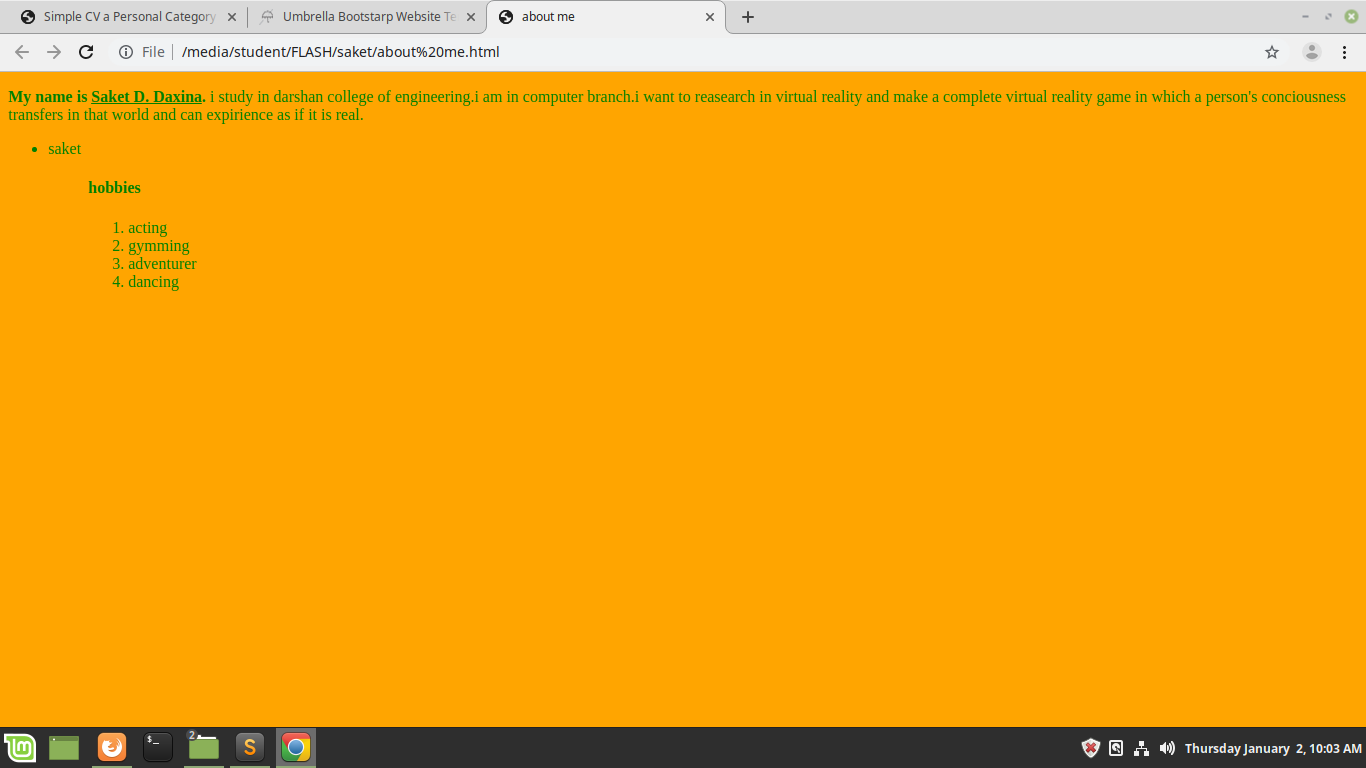 Simple CV a Personal Category
Umbrella Bootstarp Website Te
about me
File
/media/student/FLASH/saket/about%20me.html
My name is Saket D. Daxina. i study in darshan college of engineering.i am in computer branch.i want to reasearch in virtual reality and make a complete virtual reality game in which a person's conciousness
transfers in that world and can expirience as if it is real.
• saket
hobbies
1. acting
2. gymming
3. adventurer
4. dancing
$_
2
S
Thursday January 2, 10:03 AM